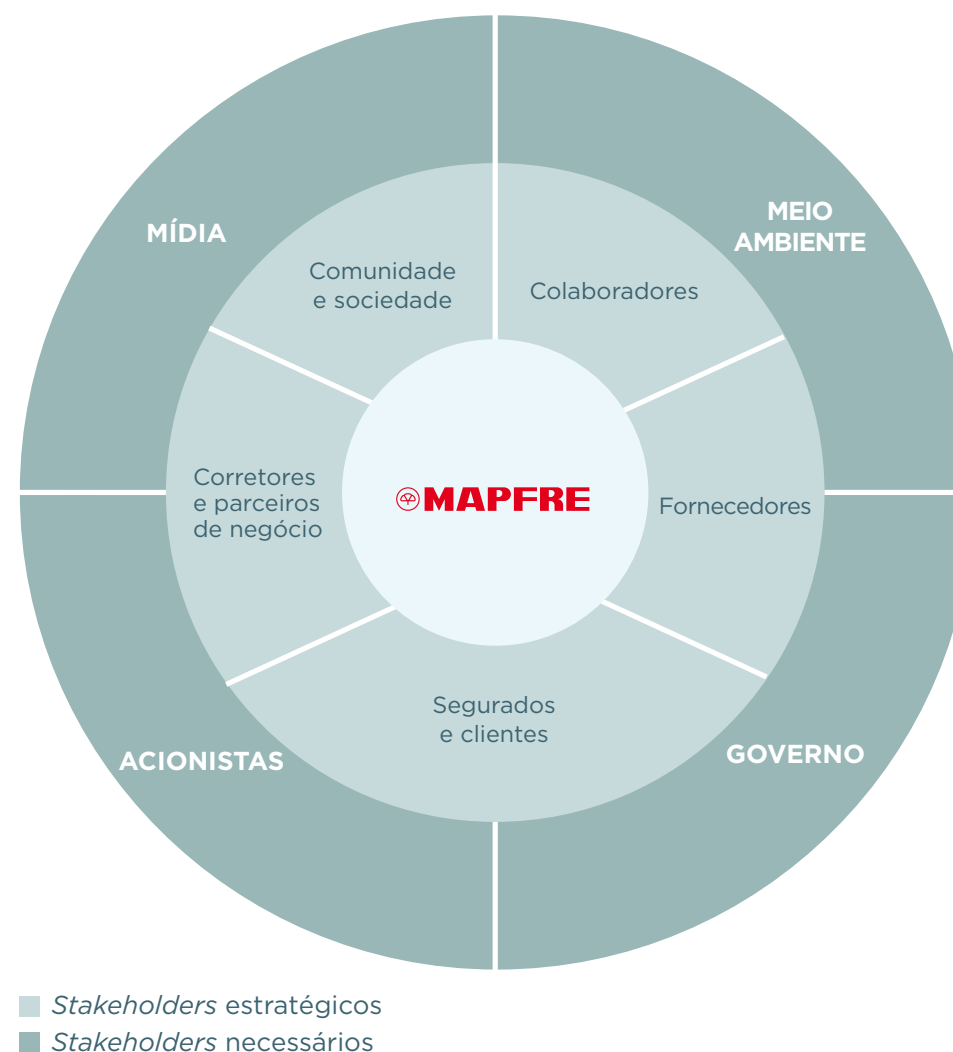 MÍDIA
MEIO
AMBIENTE
Comunidade
e sociedade
Colaboradores
Corretores
e parceiros
de negócio
MAPFRE
Fornecedores
Segurados
e clientes
ACIONISTAS
GOVERNO
Stakeholders estratégicos
Stakeholders necessários